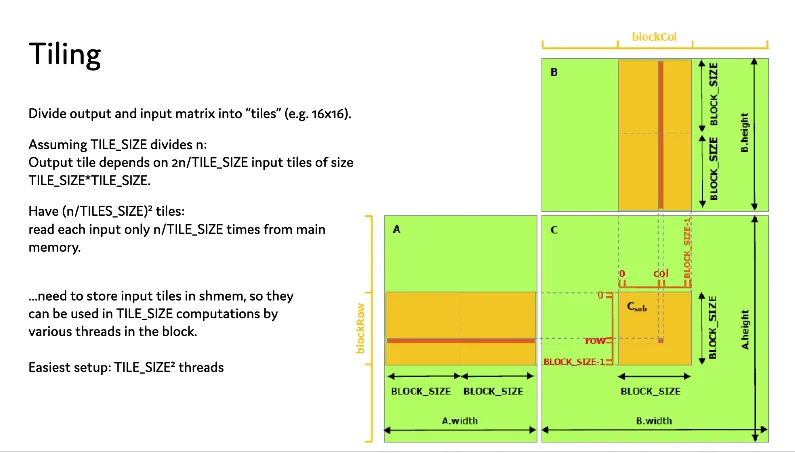 Tiling
Divide output and input matrix into “tiles” (e.g. 16x16).
Assuming TILE_SIZE divides n:
Output tile depends on 2n/TILE_SIZE input tiles of size
TILE_SIZE*TILE_SIZE.
Have (n/TILES_SIZE)² tiles:
read each input only n/TILE_SIZE times from main
memory.
...need to store input tiles in shmem, so they
can be used in TILE_SIZE computations by
various threads in the block.
Easiest setup: TILE_SIZE² threads
blockCol
B
BLOCK_SIZE
BLOCK_SIZE
B.height
A
C
BLOCK_SIZE-1
0
col
blockRow
0
Csub
row
BLOCK_SIZE-1
BLOCK_SIZE
A.height
BLOCK_SIZE
BLOCK_SIZE
BLOCK_SIZE
A.width
B.width